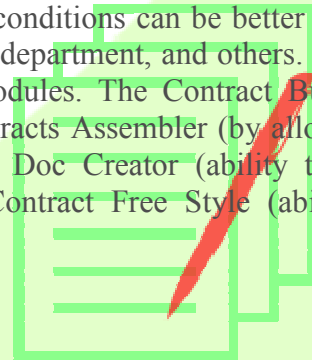 conditions can be better
department, and others.
odules. The Contract B
racts Assembler (by allo
Doc Creator (ability t
Contract Free Style (abi